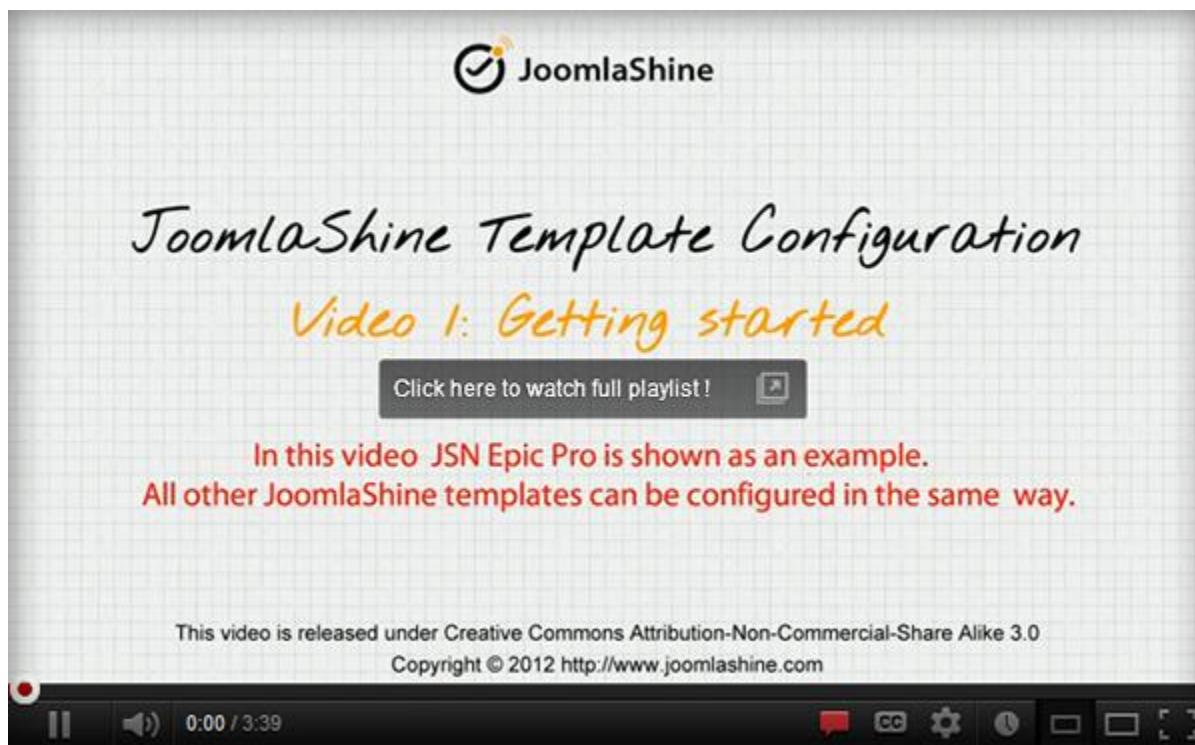 JoomlaShine
JoomlaShine Template Configuration
Video 1: Getting started
Click here to watch full playlist !
In this video JSN Epic Pro is shown as an example.
All other JoomlaShine templates can be configured in the same way.
This video is released under Creative Commons Attribution-Non-Commercial-Share Alike 3.0
Copyright © 2012 http://www.joomlashine.com
0:00 / 3:39
CC